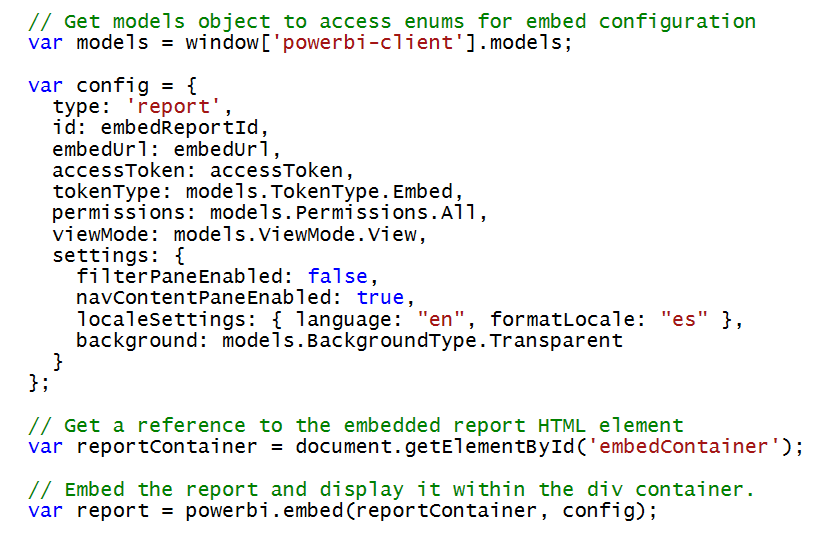 // Get models object to access enums for embed configuration
var models = window['powerbi-client'].models;

var config = {
  type: 'report',
  id: embedReportId,
  embedUrl: embedUrl,
  accessToken: accessToken,
  tokenType: models.TokenType.Embed,
  permissions: models.Permissions.All,
  viewMode: models.ViewMode.View,
  settings: {
    filterPaneEnabled: false,
    navContentPaneEnabled: true,
    localeSettings: { language: "en", formatLocale: "es" },
    background: models.BackgroundType.Transparent
  }
};

// Get a reference to the embedded report HTML element
var reportContainer = document.getElementById('embedContainer');

// Embed the report and display it within the div container.
var report = powerbi.embed(reportContainer, config);